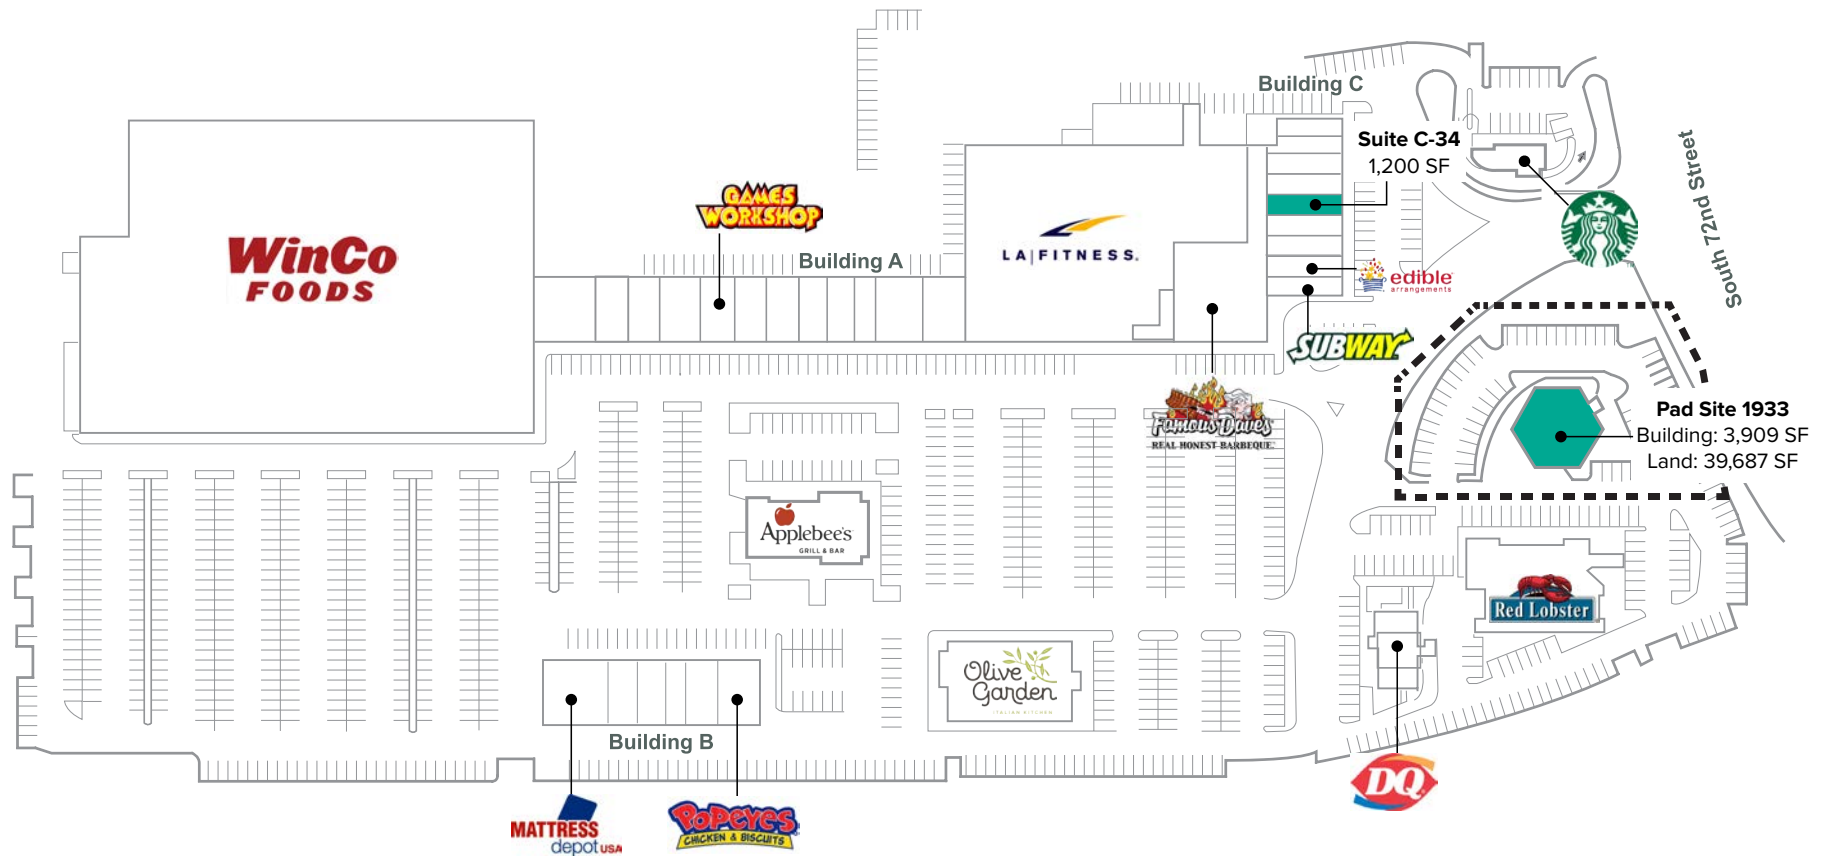 Building C
Suite C-34
1,200 SF
South 72nd Street
WinCo
FOODS
GAMES
WORKSHOP
Building A
LA|FITNESS.
edible
arrangements
SUBWAY
Famous Dave's
REAL HONEST BARBEQUE
Pad Site 1933
Building: 3,909 SF
Land: 39,687 SF
Applebee's
GRILL & BAR
Red Lobster
Olive
Garden
ITALIAN KITCHEN
Building B
DQ
MATTRESS
depot USA
POPEYES
CHICKEN & BISCUITS